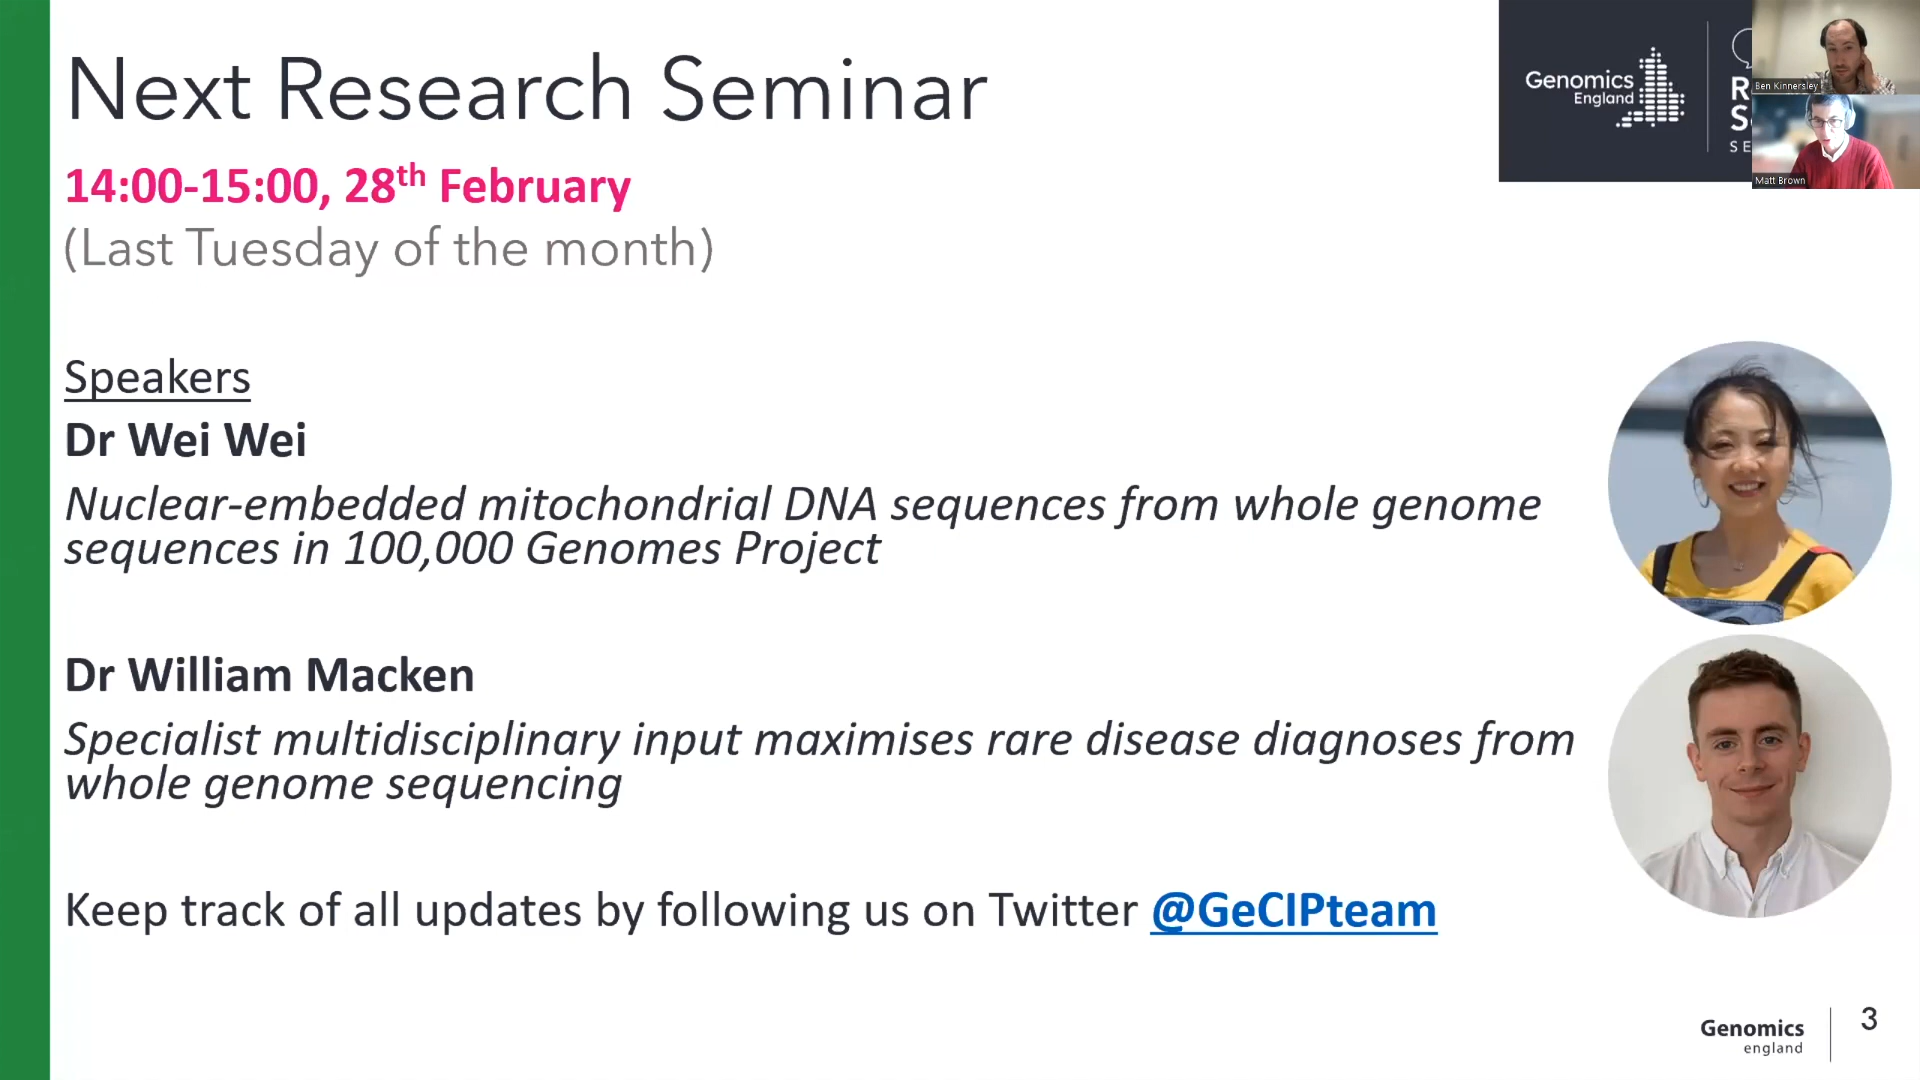 Next Research Seminar
Genomics
England
R
S
SE
Ben Kinnersley
Matt Brown
14:00-15:00, 28th February
(Last Tuesday of the month)
Speakers
Dr Wei Wei
Nuclear-embedded mitochondrial DNA sequences from whole genome
sequences in 100,000 Genomes Project
Dr William Macken
Specialist multidisciplinary input maximises rare disease diagnoses from
whole genome sequencing
Keep track of all updates by following us on Twitter @GeCIPteam
Genomics
england
3